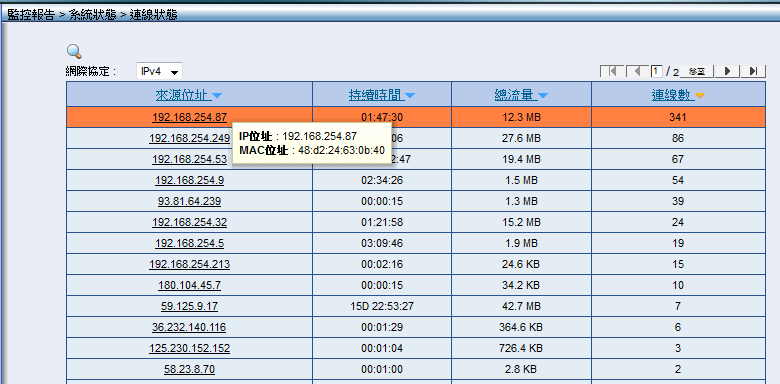 監控報告 > 系統狀態 > 連線狀態
網際協定 : IPv4 1 / 2 移至
來源位址 持續時間 總流量 連線數
192.168.254.87 01:47:30 12.3 MB 341
192.168.254.249 :06 27.6 MB 86
192.168.254.53 2:47 19.4 MB 67
IP位址 : 192.168.254.87
MAC位址 : 48:d2:24:63:0b:40
192.168.254.9 02:34:26 1.5 MB 54
93.81.64.239 00:00:15 1.3 MB 39
192.168.254.32 01:21:58 15.2 MB 24
192.168.254.5 03:09:46 1.9 MB 19
192.168.254.213 00:02:16 24.6 KB 15
180.104.45.7 00:00:15 34.2 KB 10
59.125.9.17 15D 22:53:27 42.7 MB 7
36.232.140.116 00:01:29 364.6 KB 6
125.230.152.152 00:01:04 726.4 KB 3
58.23.8.70 00:01:00 2.8 KB 2